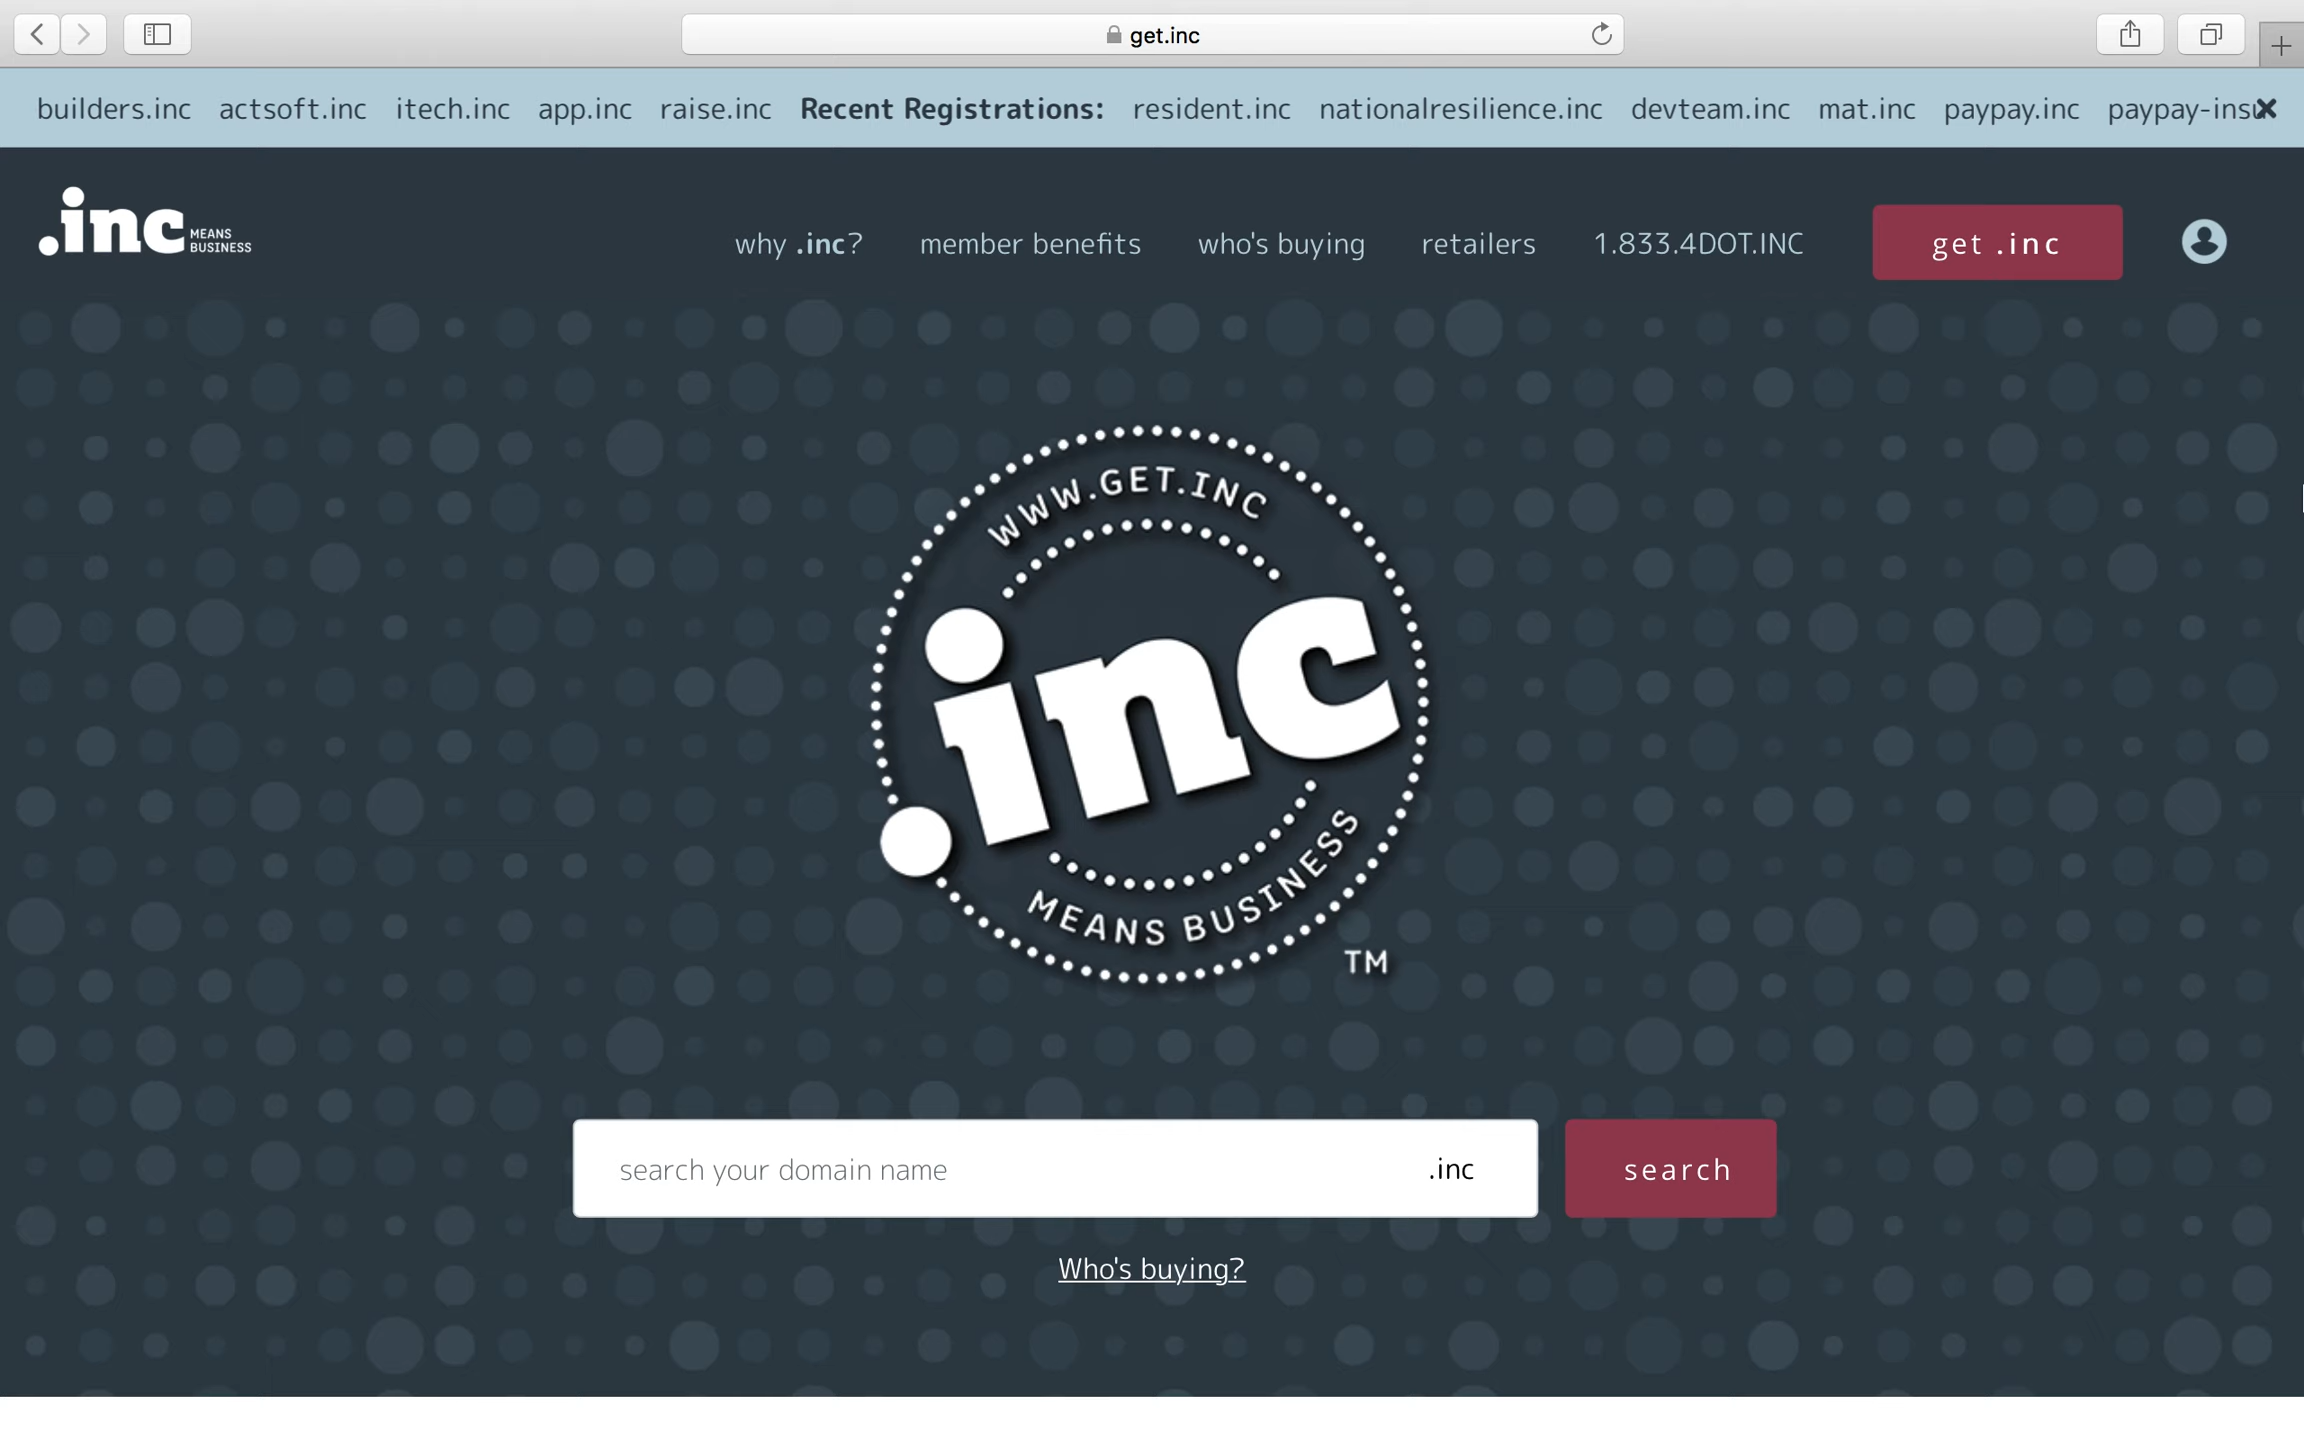 get.inc
builders.inc actsoft.inc itech.inc app.inc raise.inc Recent Registrations: resident.inc nationalresilience.inc devteam.inc mat.inc paypay.inc paypay-insu
.inc MEANS BUSINESS
why .inc? member benefits who's buying retailers 1.833.4DOT.INC get .inc
WWW.GET.INC
.inc
MEANS BUSINESS
TM
search your domain name .inc search
Who's buying?